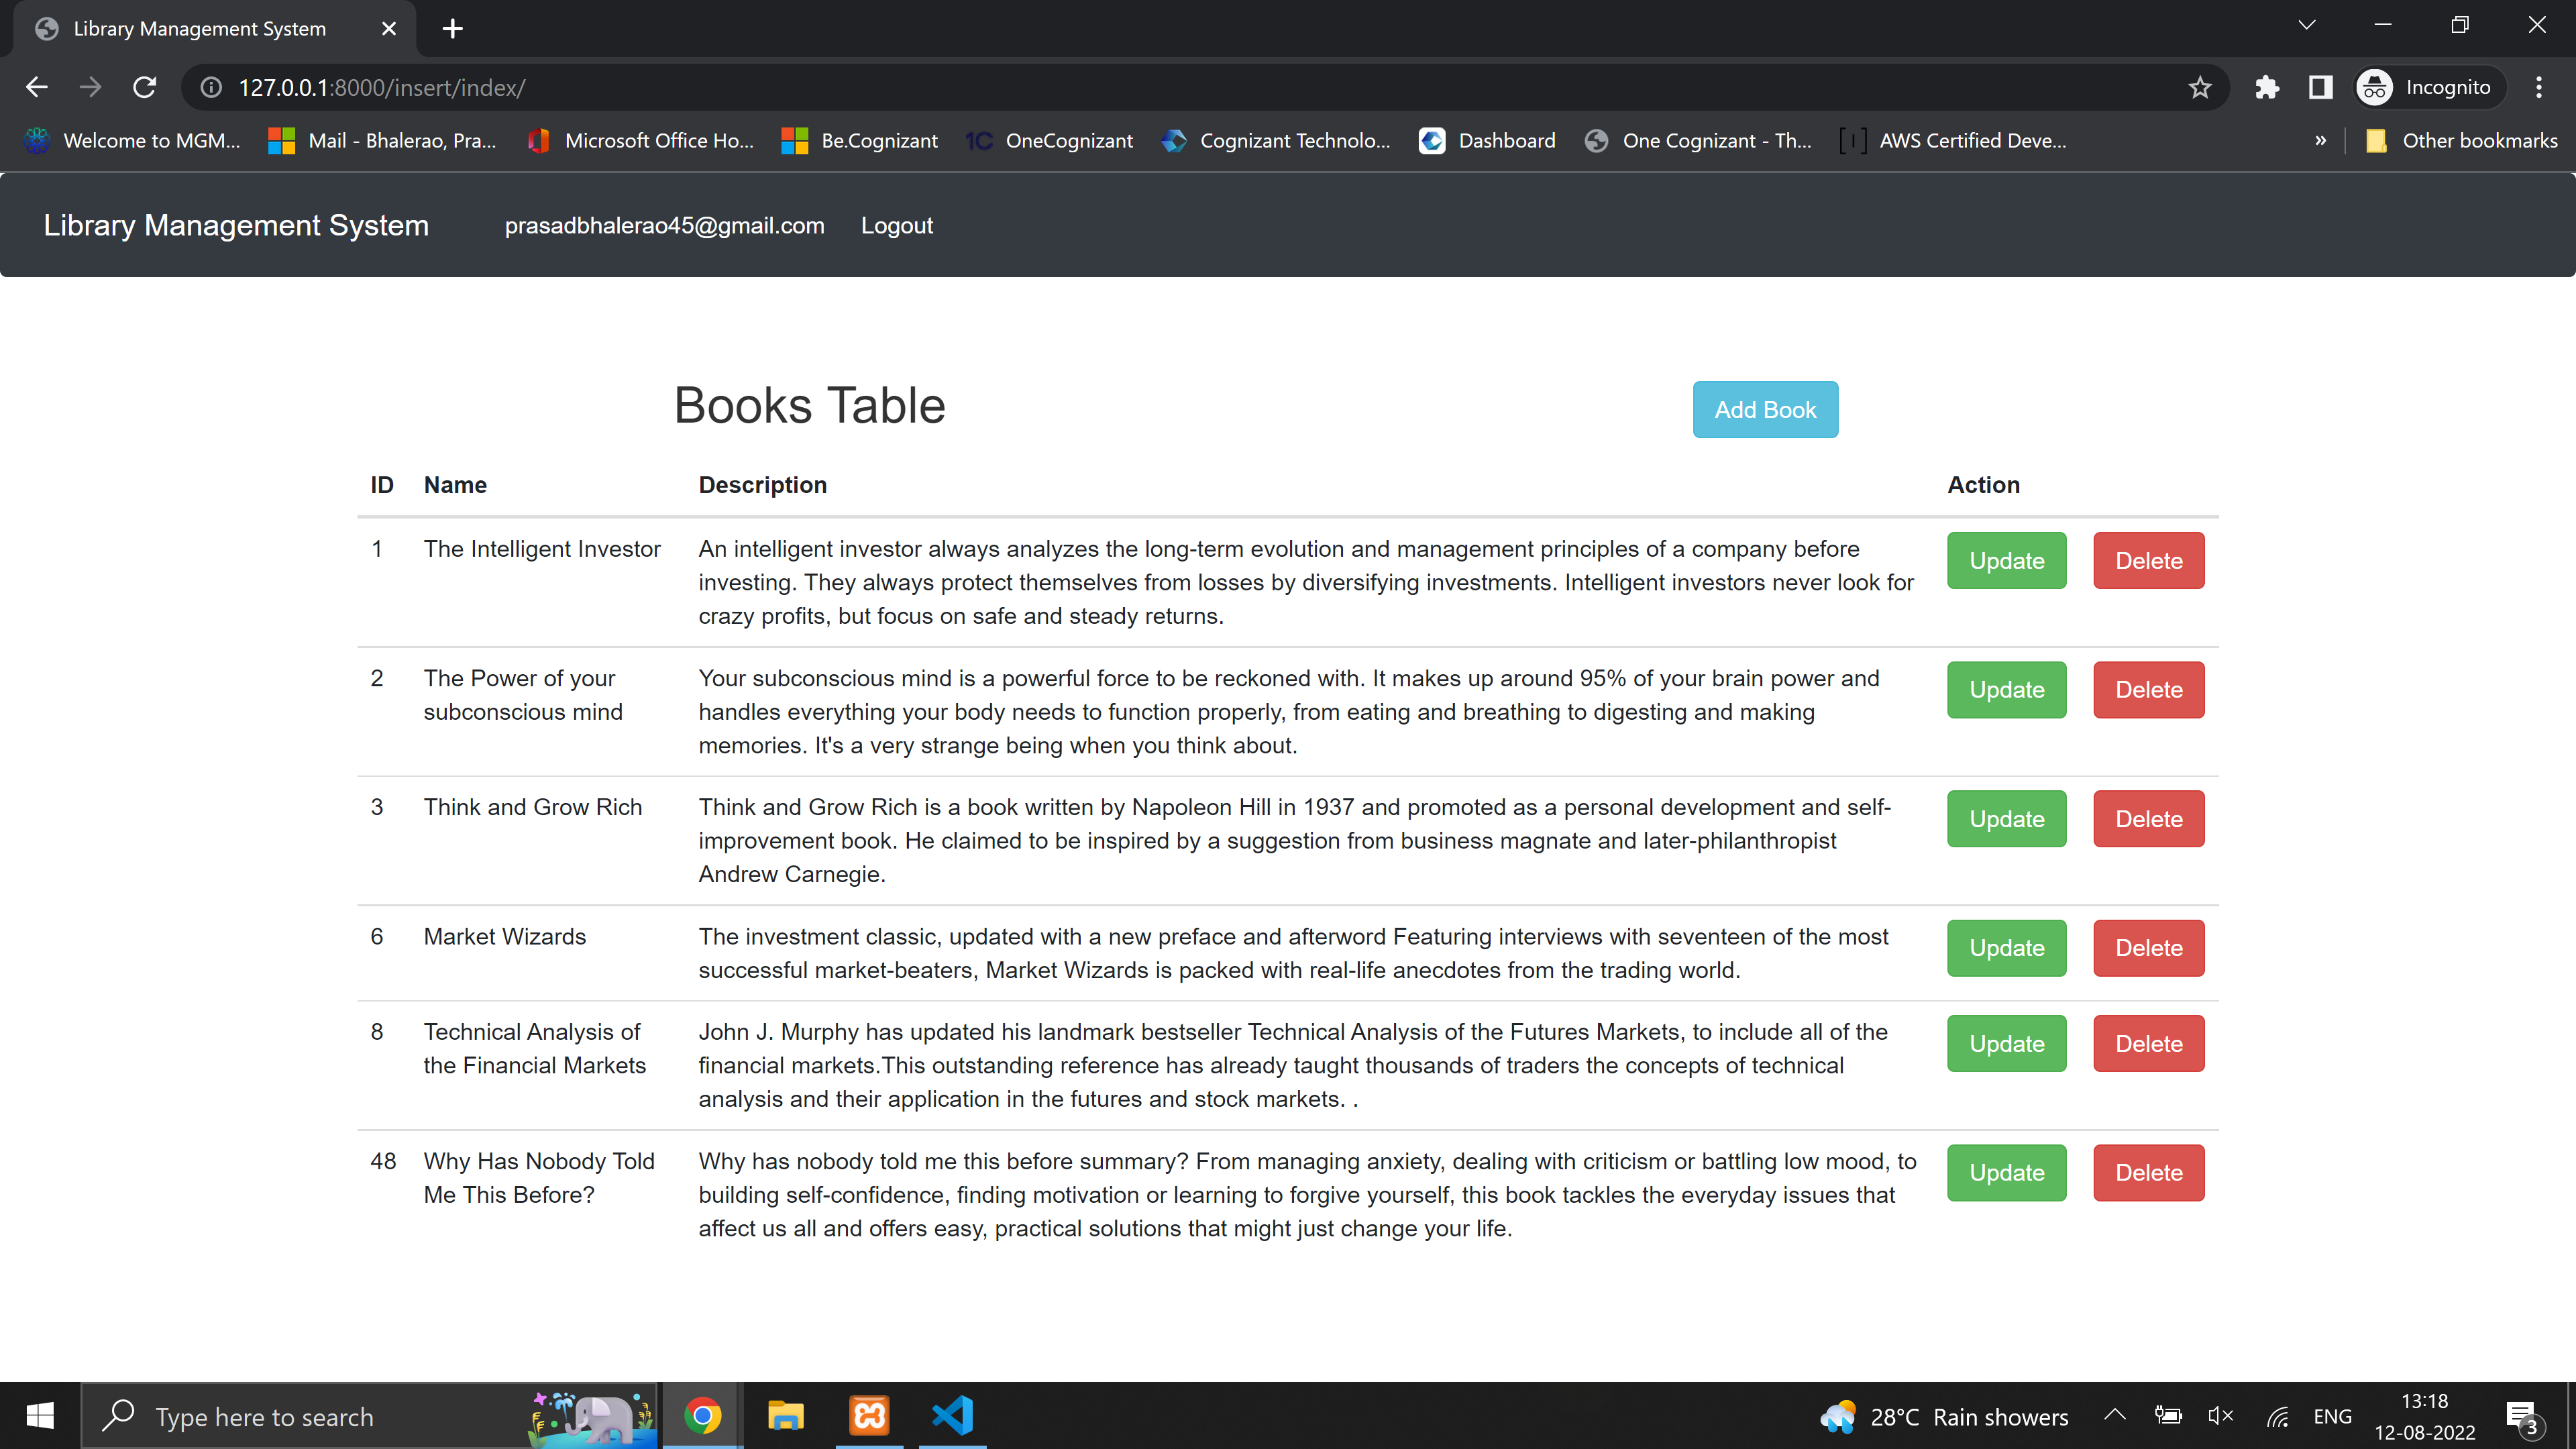 Library Management System
127.0.0.1:8000/insert/index/
Incognito
Welcome to MGM...
Mail - Bhalerao, Pra...
Microsoft Office Ho...
Be.Cognizant
1C OneCognizant
Cognizant Technolo...
Dashboard
One Cognizant - Th...
[I] AWS Certified Deve...
»
Other bookmarks
Library Management System
prasadbhalerao45@gmail.com
Logout
Books Table
Add Book
ID Name Description Action
1 The Intelligent Investor An intelligent investor always analyzes the long-term evolution and management principles of a company before
investing. They always protect themselves from losses by diversifying investments. Intelligent investors never look for
crazy profits, but focus on safe and steady returns.
Update Delete
2 The Power of your
subconscious mind
Your subconscious mind is a powerful force to be reckoned with. It makes up around 95% of your brain power and
handles everything your body needs to function properly, from eating and breathing to digesting and making
memories. It's a very strange being when you think about.
Update Delete
3 Think and Grow Rich Think and Grow Rich is a book written by Napoleon Hill in 1937 and promoted as a personal development and self-
improvement book. He claimed to be inspired by a suggestion from business magnate and later-philanthropist
Andrew Carnegie.
Update Delete
6 Market Wizards The investment classic, updated with a new preface and afterword Featuring interviews with seventeen of the most
successful market-beaters, Market Wizards is packed with real-life anecdotes from the trading world.
Update Delete
8 Technical Analysis of
the Financial Markets
John J. Murphy has updated his landmark bestseller Technical Analysis of the Futures Markets, to include all of the
financial markets.This outstanding reference has already taught thousands of traders the concepts of technical
analysis and their application in the futures and stock markets. .
Update Delete
48 Why Has Nobody Told
Me This Before?
Why has nobody told me this before summary? From managing anxiety, dealing with criticism or battling low mood, to
building self-confidence, finding motivation or learning to forgive yourself, this book tackles the everyday issues that
affect us all and offers easy, practical solutions that might just change your life.
Update Delete
Type here to search
28°C Rain showers
ENG
13:18
12-08-2022
3